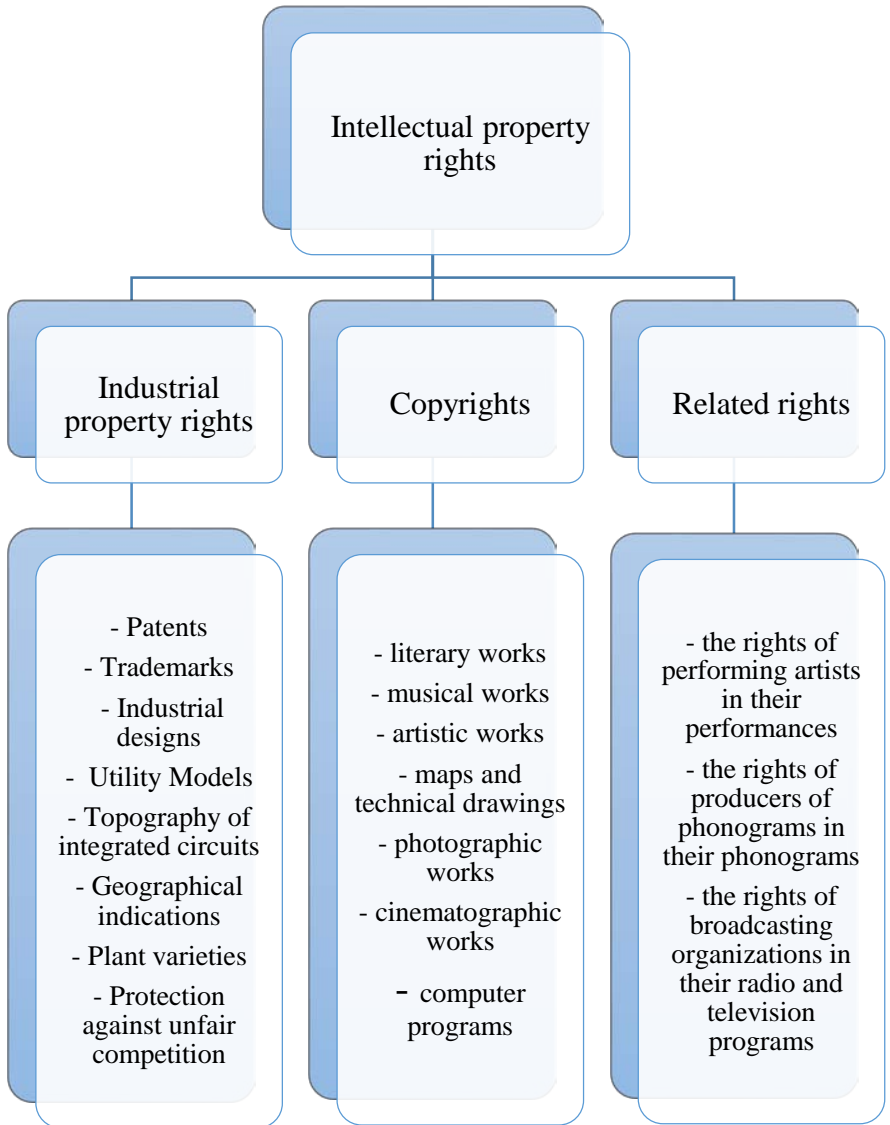 Intellectual property
rights
Industrial
property rights
Copyrights
Related rights
- Patents
- Trademarks
- Industrial
designs
- Utility Models
- Topography of
integrated circuits
- Geographical
indications
- Plant varieties
- Protection
against unfair
competition
- literary works
- musical works
- artistic works
- maps and
technical drawings
- photographic
works
- cinematographic
works
- computer
programs
- the rights of
performing artists
in their
performances
- the rights of
producers of
phonograms in
their phonograms
- the rights of
broadcasting
organizations in
their radio and
television
programs